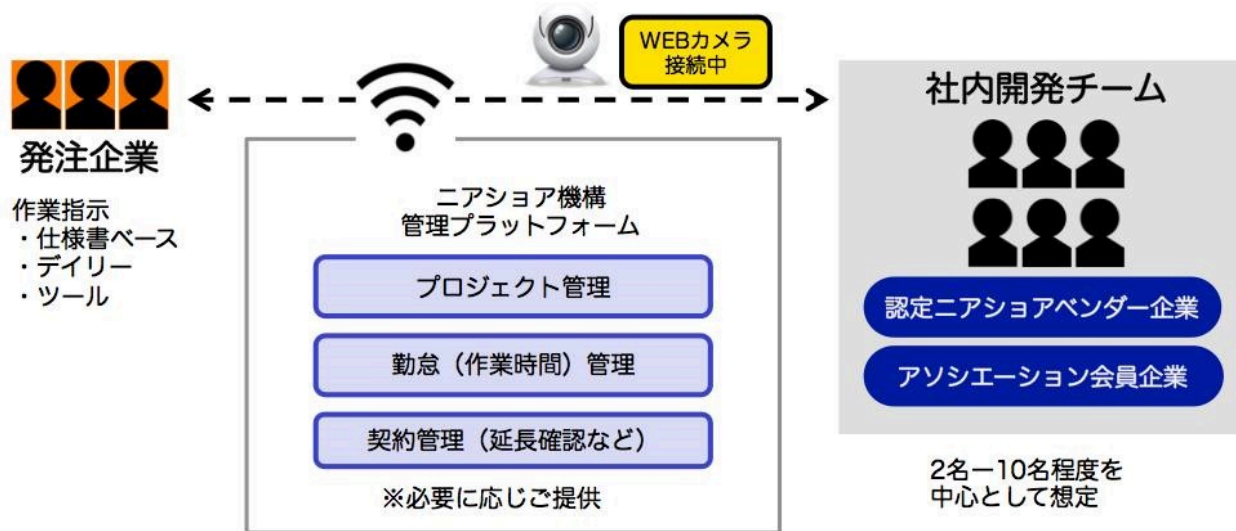 WEBカメラ
接続中
発注企業
作業指示
・仕様書ベース
・デイリー
・ツール
ニアショア機構
管理プラットフォーム
プロジェクト管理
勤怠（作業時間）管理
契約管理（延長確認など）
※必要に応じご提供
社内開発チーム
認定ニアショアベンダー企業
アソシエーション会員企業
2名ー10名程度を
中心として想定